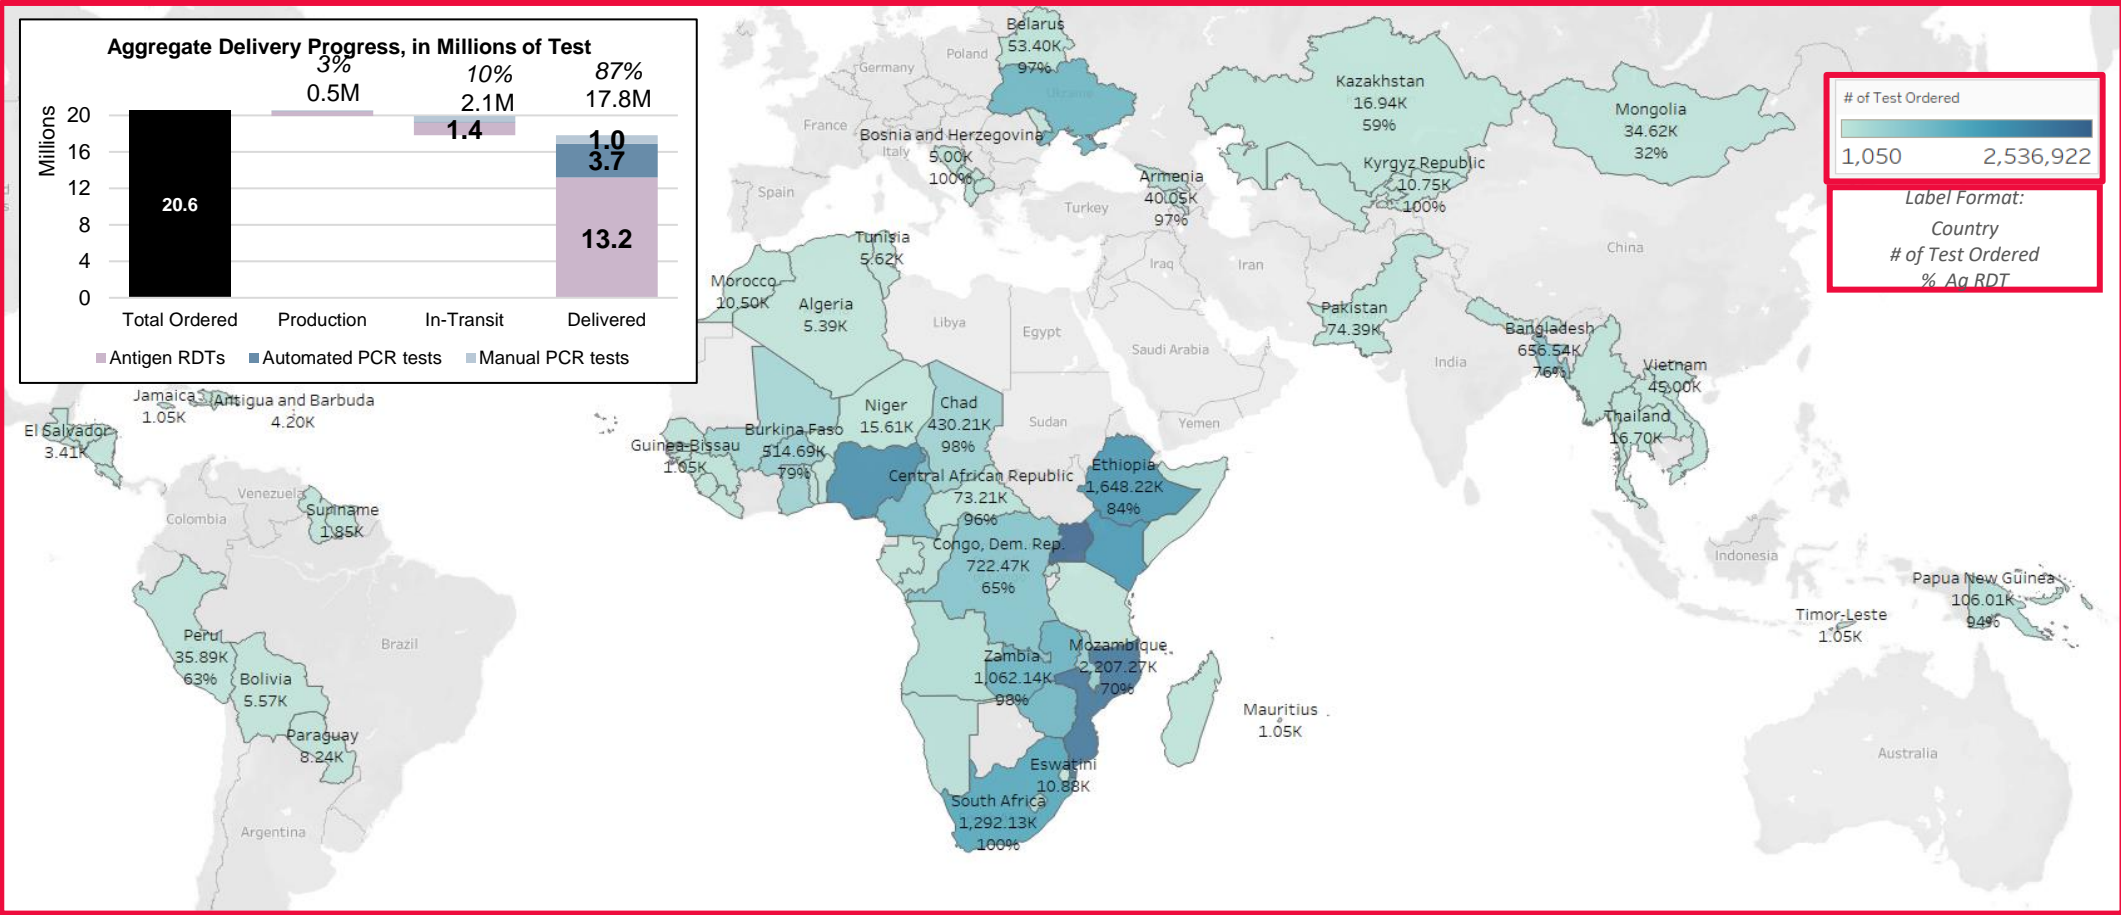 Aggregate Delivery Progress, in Millions of Test
3%
0.5M
10%
2.1M
87%
17.8M
Millions
20
16
12
8
4
0
20.6
1.4
1.0
3.7
13.2
Total Ordered
Production
In-Transit
Delivered
Antigen RDTs
Automated PCR tests
Manual PCR tests
# of Test Ordered
1,050
2,536,922
Label Format:
Country
# of Test Ordered
% Ag RDT
Belarus
53.40K
97%
Poland
Germany
Ukraine
France
Bosnia and Herzegovina
Italy
5.00K
100%
Spain
Turkey
Armenia
40.05K
97%
Kazakhstan
16.94K
59%
Mongolia
34.62K
32%
Kyrgyz Republic
10.75K
100%
China
Iraq
Iran
Tunisia
5.62K
Morocco
10.50K
Algeria
5.39K
Libya
Egypt
Saudi Arabia
Pakistan
74.39K
India
Bangladesh
656.54K
76%
Vietnam
45.00K
Thailand
16.70K
Jamaica
1.05K
Antigua and Barbuda
4.20K
El Salvador
3.41K
Venezuela
Colombia
Suriname
1.85K
Guinea-Bissau
1.05K
Burkina Faso
514.69K
79%
Niger
15.61K
Chad
430.21K
98%
Sudan
Yemen
Central African Republic
73.21K
96%
Ethiopia
1,648.22K
84%
Congo, Dem. Rep.
722.47K
65%
Indonesia
Papua New Guinea
106.01K
94%
Timor-Leste
1.05K
Peru
35.89K
63%
Brazil
Bolivia
5.57K
Paraguay
8.24K
Argentina
Zambia
1,062.14K
98%
Mozambique
2,207.27K
70%
Mauritius
1.05K
Eswatini
10.88K
South Africa
1,292.13K
100%
Australia